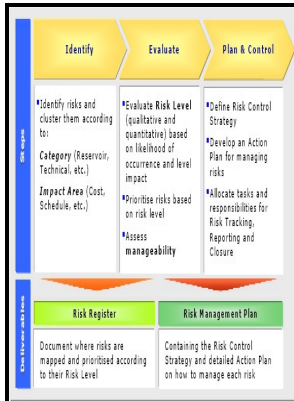 Identify
Evaluate
Plan & Control
Steps
▪Identify risks and
cluster them according
to:
Category (Reservoir,
Technical, etc.)
Impact Area (Cost,
Schedule, etc.)
▪Evaluate Risk Level
(qualitative and
quantitative) based
on likelihood of
occurrence and level
impact
▪Prioritise risks based
on risk level
▪Assess
manageability
▪Define Risk Control
Strategy
▪Develop an Action
Plan for managing
risks
▪Allocate tasks and
responsibilities for
Risk Tracking,
Reporting and
Closure
Deliverables
Risk Register
Document where risks are
mapped and prioritised according
to their Risk Level
Risk Management Plan
Containing the Risk Control
Strategy and detailed Action Plan
on how to manage each risk